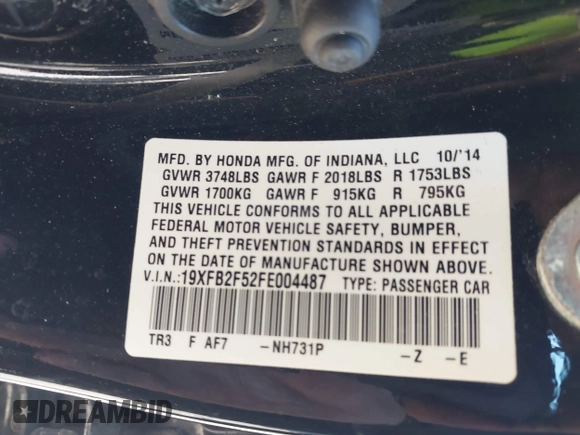 MFD. BY HONDA MFG. OF INDIANA, LLC 10/'14
GVWR 3748LBS GAWR F 2018LBS R 1753LBS
GVWR 1700KG GAWR F 915KG R 795KG
THIS VEHICLE CONFORMS TO ALL APPLICABLE
FEDERAL MOTOR VEHICLE SAFETY, BUMPER,
AND THEFT PREVENTION STANDARDS IN EFFECT
ON THE DATE OF MANUFACTURE SHOWN ABOVE.
V.I.N.:19XFB2F52FE004487 TYPE: PASSENGER CAR
TR3 F AF7 -NH731P -Z -E
DREAMBID